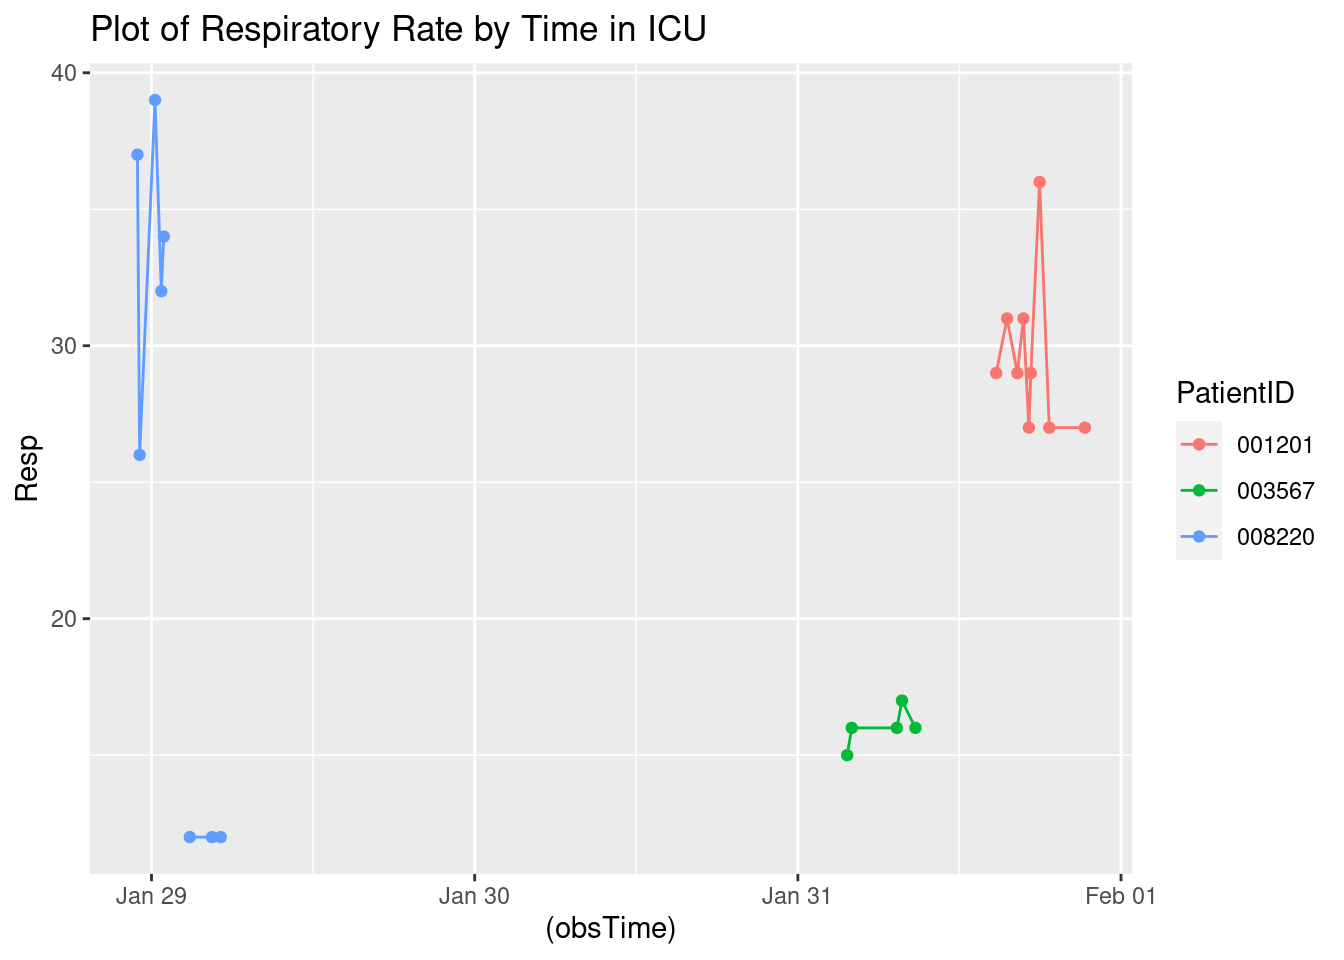 Plot of Respiratory Rate by Time in ICU
40
30
20
Resp
Jan 29
Jan 30
Jan 31
Feb 01
(obsTime)
PatientID
001201
003567
008220